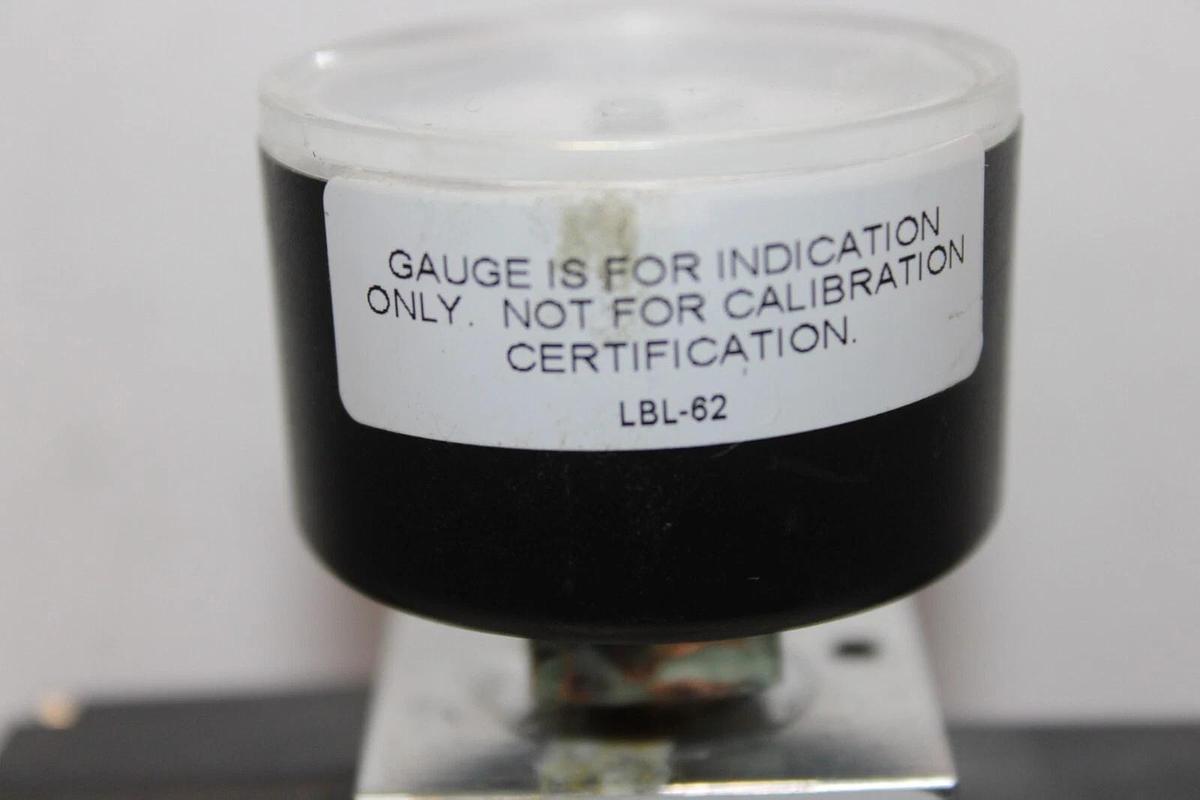 GAUGE IS FOR INDICATION
ONLY. NOT FOR CALIBRATION
CERTIFICATION.
LBL-62